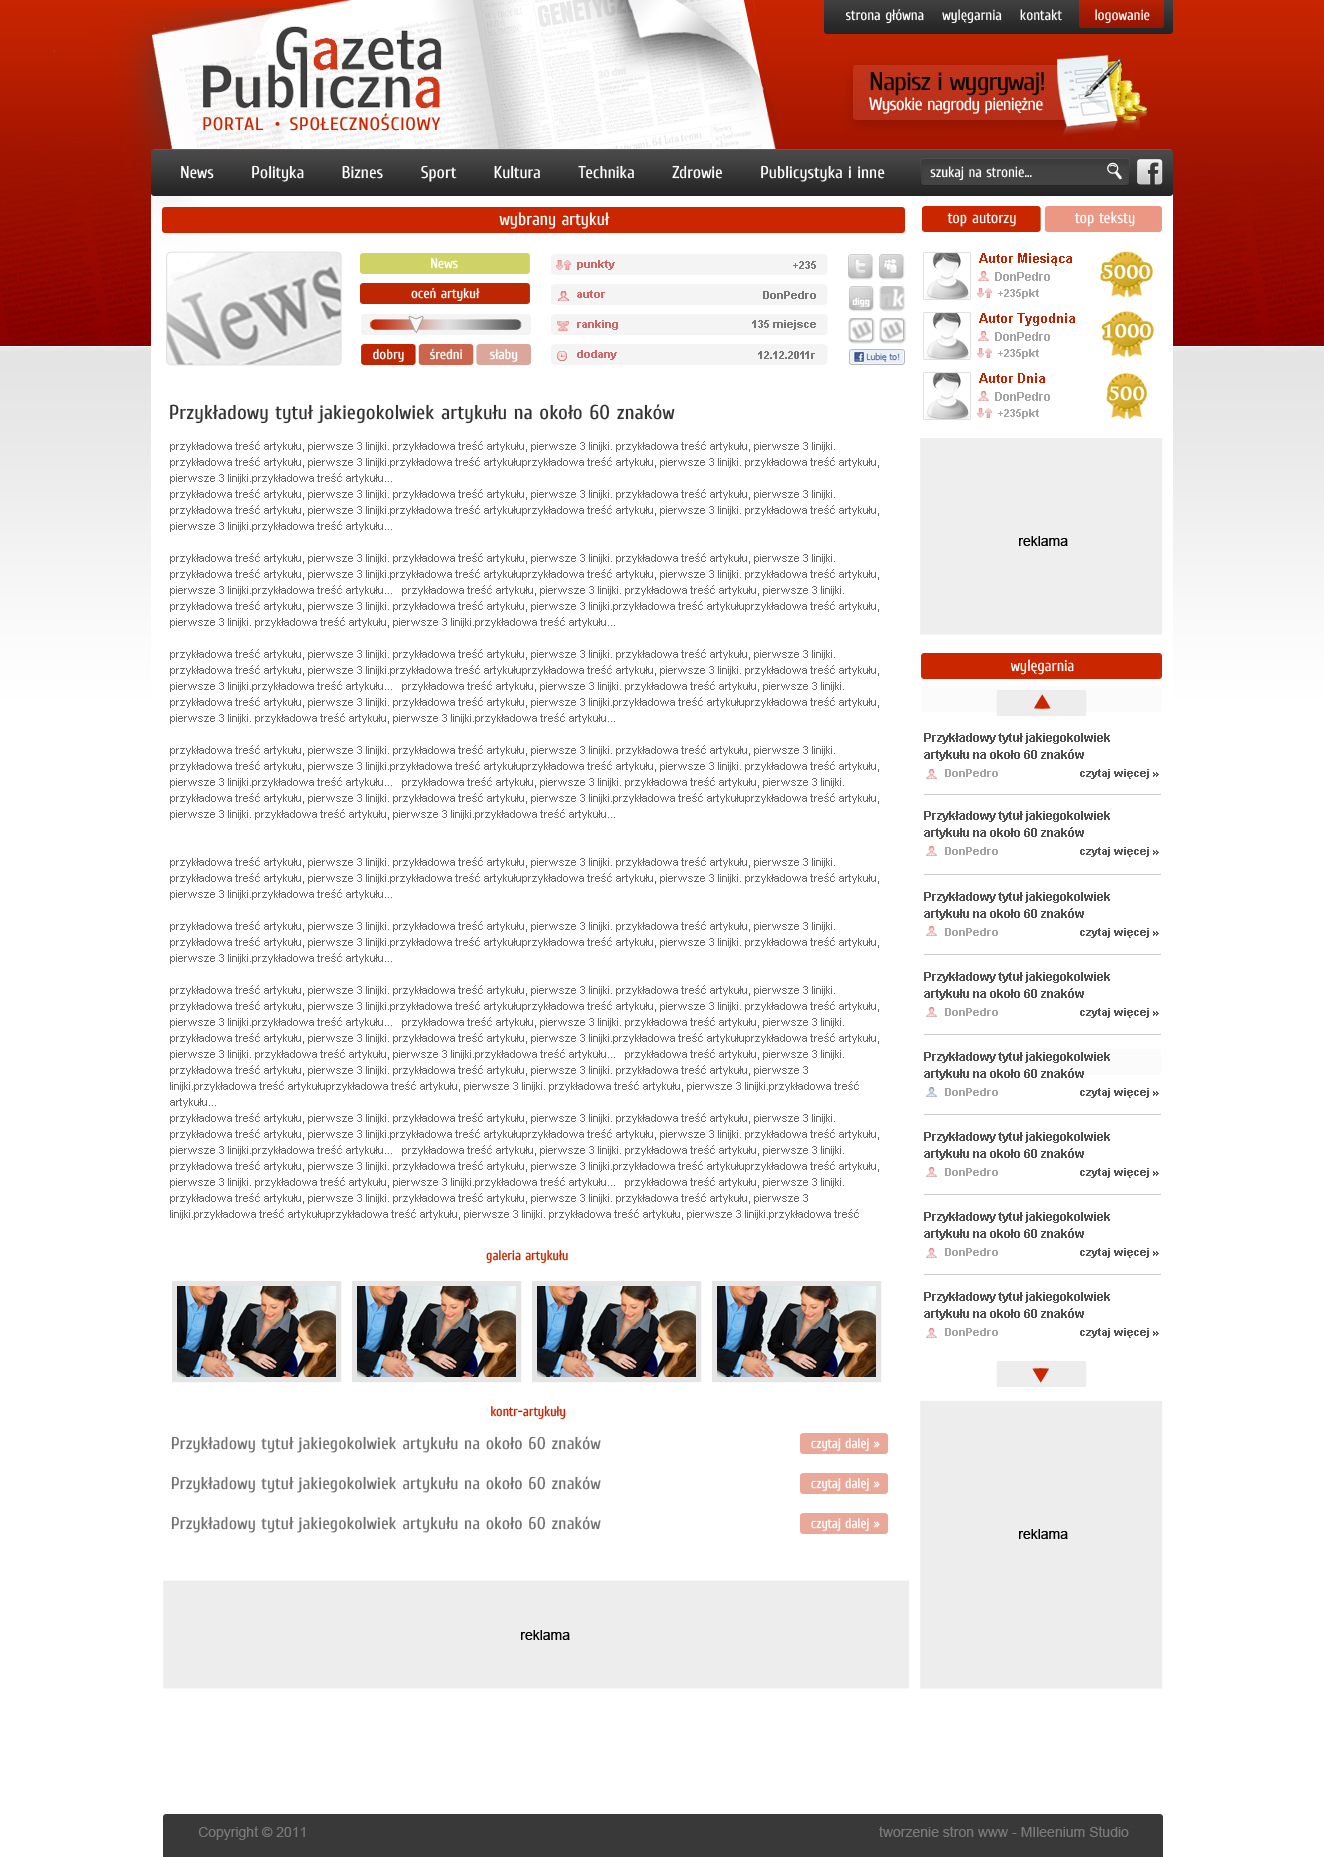 strona główna wylęgarnia kontakt logowanie
Gazeta
Publiczna
PORTAL • SPOŁECZNOŚCIOWY
GENETYCZ
Napisz i wygrywaj!
Wysokie nagrody pieniężne
News Polityka Biznes Sport Kultura Technika Zdrowie Publicystyka i inne szukaj na stronie...
wybrany artykuł
News
News
oceń artykuł
dobry średni słaby
punkty +235
autor DonPedro
ranking 135 miejsce
dodany 12.12.2011r
digg
Lubię to!
Przykładowy tytuł jakiegokolwiek artykułu na około 60 znaków
przykładowa treść artykułu, pierwsze 3 linijki. przykładowa treść artykułu, pierwsze 3 linijki. przykładowa treść artykułu, pierwsze 3 linijki.
przykładowa treść artykułu, pierwsze 3 linijki.przykładowa treść artykułuprzykładowa treść artykułu, pierwsze 3 linijki. przykładowa treść artykułu,
pierwsze 3 linijki.przykładowa treść artykułu...
przykładowa treść artykułu, pierwsze 3 linijki. przykładowa treść artykułu, pierwsze 3 linijki. przykładowa treść artykułu, pierwsze 3 linijki.
przykładowa treść artykułu, pierwsze 3 linijki.przykładowa treść artykułuprzykładowa treść artykułu, pierwsze 3 linijki. przykładowa treść artykułu,
pierwsze 3 linijki.przykładowa treść artykułu...
przykładowa treść artykułu, pierwsze 3 linijki. przykładowa treść artykułu, pierwsze 3 linijki. przykładowa treść artykułu, pierwsze 3 linijki.
przykładowa treść artykułu, pierwsze 3 linijki.przykładowa treść artykułuprzykładowa treść artykułu, pierwsze 3 linijki. przykładowa treść artykułu,
pierwsze 3 linijki.przykładowa treść artykułu... przykładowa treść artykułu, pierwsze 3 linijki. przykładowa treść artykułu, pierwsze 3 linijki.
przykładowa treść artykułu, pierwsze 3 linijki. przykładowa treść artykułu, pierwsze 3 linijki.przykładowa treść artykułuprzykładowa treść artykułu,
pierwsze 3 linijki. przykładowa treść artykułu, pierwsze 3 linijki.przykładowa treść artykułu...
przykładowa treść artykułu, pierwsze 3 linijki. przykładowa treść artykułu, pierwsze 3 linijki. przykładowa treść artykułu, pierwsze 3 linijki.
przykładowa treść artykułu, pierwsze 3 linijki.przykładowa treść artykułuprzykładowa treść artykułu, pierwsze 3 linijki. przykładowa treść artykułu,
pierwsze 3 linijki.przykładowa treść artykułu... przykładowa treść artykułu, pierwsze 3 linijki. przykładowa treść artykułu, pierwsze 3 linijki.
przykładowa treść artykułu, pierwsze 3 linijki. przykładowa treść artykułu, pierwsze 3 linijki.przykładowa treść artykułuprzykładowa treść artykułu,
pierwsze 3 linijki. przykładowa treść artykułu, pierwsze 3 linijki.przykładowa treść artykułu...
przykładowa treść artykułu, pierwsze 3 linijki. przykładowa treść artykułu, pierwsze 3 linijki. przykładowa treść artykułu, pierwsze 3 linijki.
przykładowa treść artykułu, pierwsze 3 linijki.przykładowa treść artykułuprzykładowa treść artykułu, pierwsze 3 linijki. przykładowa treść artykułu,
pierwsze 3 linijki.przykładowa treść artykułu... przykładowa treść artykułu, pierwsze 3 linijki. przykładowa treść artykułu, pierwsze 3 linijki.
przykładowa treść artykułu, pierwsze 3 linijki. przykładowa treść artykułu, pierwsze 3 linijki.przykładowa treść artykułuprzykładowa treść artykułu,
pierwsze 3 linijki. przykładowa treść artykułu, pierwsze 3 linijki.przykładowa treść artykułu...
przykładowa treść artykułu, pierwsze 3 linijki. przykładowa treść artykułu, pierwsze 3 linijki. przykładowa treść artykułu, pierwsze 3 linijki.
przykładowa treść artykułu, pierwsze 3 linijki.przykładowa treść artykułuprzykładowa treść artykułu, pierwsze 3 linijki. przykładowa treść artykułu,
pierwsze 3 linijki.przykładowa treść artykułu...
przykładowa treść artykułu, pierwsze 3 linijki. przykładowa treść artykułu, pierwsze 3 linijki. przykładowa treść artykułu, pierwsze 3 linijki.
przykładowa treść artykułu, pierwsze 3 linijki.przykładowa treść artykułuprzykładowa treść artykułu, pierwsze 3 linijki. przykładowa treść artykułu,
pierwsze 3 linijki.przykładowa treść artykułu...
przykładowa treść artykułu, pierwsze 3 linijki. przykładowa treść artykułu, pierwsze 3 linijki. przykładowa treść artykułu, pierwsze 3 linijki.
przykładowa treść artykułu, pierwsze 3 linijki.przykładowa treść artykułuprzykładowa treść artykułu, pierwsze 3 linijki. przykładowa treść artykułu,
pierwsze 3 linijki.przykładowa treść artykułu... przykładowa treść artykułu, pierwsze 3 linijki. przykładowa treść artykułu, pierwsze 3 linijki.
przykładowa treść artykułu, pierwsze 3 linijki. przykładowa treść artykułu, pierwsze 3 linijki.przykładowa treść artykułuprzykładowa treść artykułu,
pierwsze 3 linijki. przykładowa treść artykułu, pierwsze 3 linijki.przykładowa treść artykułu... przykładowa treść artykułu, pierwsze 3 linijki.
przykładowa treść artykułu, pierwsze 3 linijki. przykładowa treść artykułu, pierwsze 3 linijki. przykładowa treść artykułu, pierwsze 3
linijki.przykładowa treść artykułuprzykładowa treść artykułu, pierwsze 3 linijki. przykładowa treść artykułu, pierwsze 3 linijki.przykładowa treść
artykułu...
przykładowa treść artykułu, pierwsze 3 linijki. przykładowa treść artykułu, pierwsze 3 linijki. przykładowa treść artykułu, pierwsze 3 linijki.
przykładowa treść artykułu, pierwsze 3 linijki.przykładowa treść artykułuprzykładowa treść artykułu, pierwsze 3 linijki. przykładowa treść artykułu,
pierwsze 3 linijki.przykładowa treść artykułu... przykładowa treść artykułu, pierwsze 3 linijki. przykładowa treść artykułu, pierwsze 3 linijki.
przykładowa treść artykułu, pierwsze 3 linijki. przykładowa treść artykułu, pierwsze 3 linijki.przykładowa treść artykułuprzykładowa treść artykułu,
pierwsze 3 linijki. przykładowa treść artykułu, pierwsze 3 linijki.przykładowa treść artykułu... przykładowa treść artykułu, pierwsze 3 linijki.
przykładowa treść artykułu, pierwsze 3 linijki. przykładowa treść artykułu, pierwsze 3 linijki. przykładowa treść artykułu, pierwsze 3
linijki.przykładowa treść artykułuprzykładowa treść artykułu, pierwsze 3 linijki. przykładowa treść artykułu, pierwsze 3 linijki.przykładowa treść
galeria artykułu
kontr-artykuły
Przykładowy tytuł jakiegokolwiek artykułu na około 60 znaków czytaj dalej »
Przykładowy tytuł jakiegokolwiek artykułu na około 60 znaków czytaj dalej »
Przykładowy tytuł jakiegokolwiek artykułu na około 60 znaków czytaj dalej »
reklama
top autorzy top teksty
Autor Miesiąca
DonPedro
+235pkt
5000
Autor Tygodnia
DonPedro
+235pkt
1000
Autor Dnia
DonPedro
+235pkt
500
reklama
wylęgarnia
Przykładowy tytuł jakiegokolwiek
artykułu na około 60 znaków
DonPedro czytaj więcej »
Przykładowy tytuł jakiegokolwiek
artykułu na około 60 znaków
DonPedro czytaj więcej »
Przykładowy tytuł jakiegokolwiek
artykułu na około 60 znaków
DonPedro czytaj więcej »
Przykładowy tytuł jakiegokolwiek
artykułu na około 60 znaków
DonPedro czytaj więcej »
Przykładowy tytuł jakiegokolwiek
artykułu na około 60 znaków
DonPedro czytaj więcej »
Przykładowy tytuł jakiegokolwiek
artykułu na około 60 znaków
DonPedro czytaj więcej »
Przykładowy tytuł jakiegokolwiek
artykułu na około 60 znaków
DonPedro czytaj więcej »
Przykładowy tytuł jakiegokolwiek
artykułu na około 60 znaków
DonPedro czytaj więcej »
reklama
Copyright © 2011 tworzenie stron www - MIleenium Studio